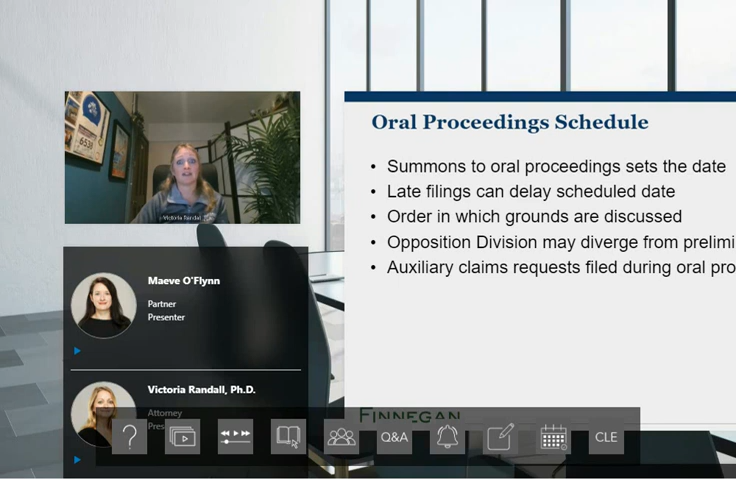 6531
Victoria Randall
Maeve O'Flynn
Partner
Presenter
Victoria Randall, Ph.D.
Attorney
Pres
Oral Proceedings Schedule
• Summons to oral proceedings sets the date
• Late filings can delay scheduled date
• Order in which grounds are discussed
• Opposition Division may diverge from prelimi
• Auxiliary claims requests filed during oral pro
FINNEGAN
?
Q&A
CLE